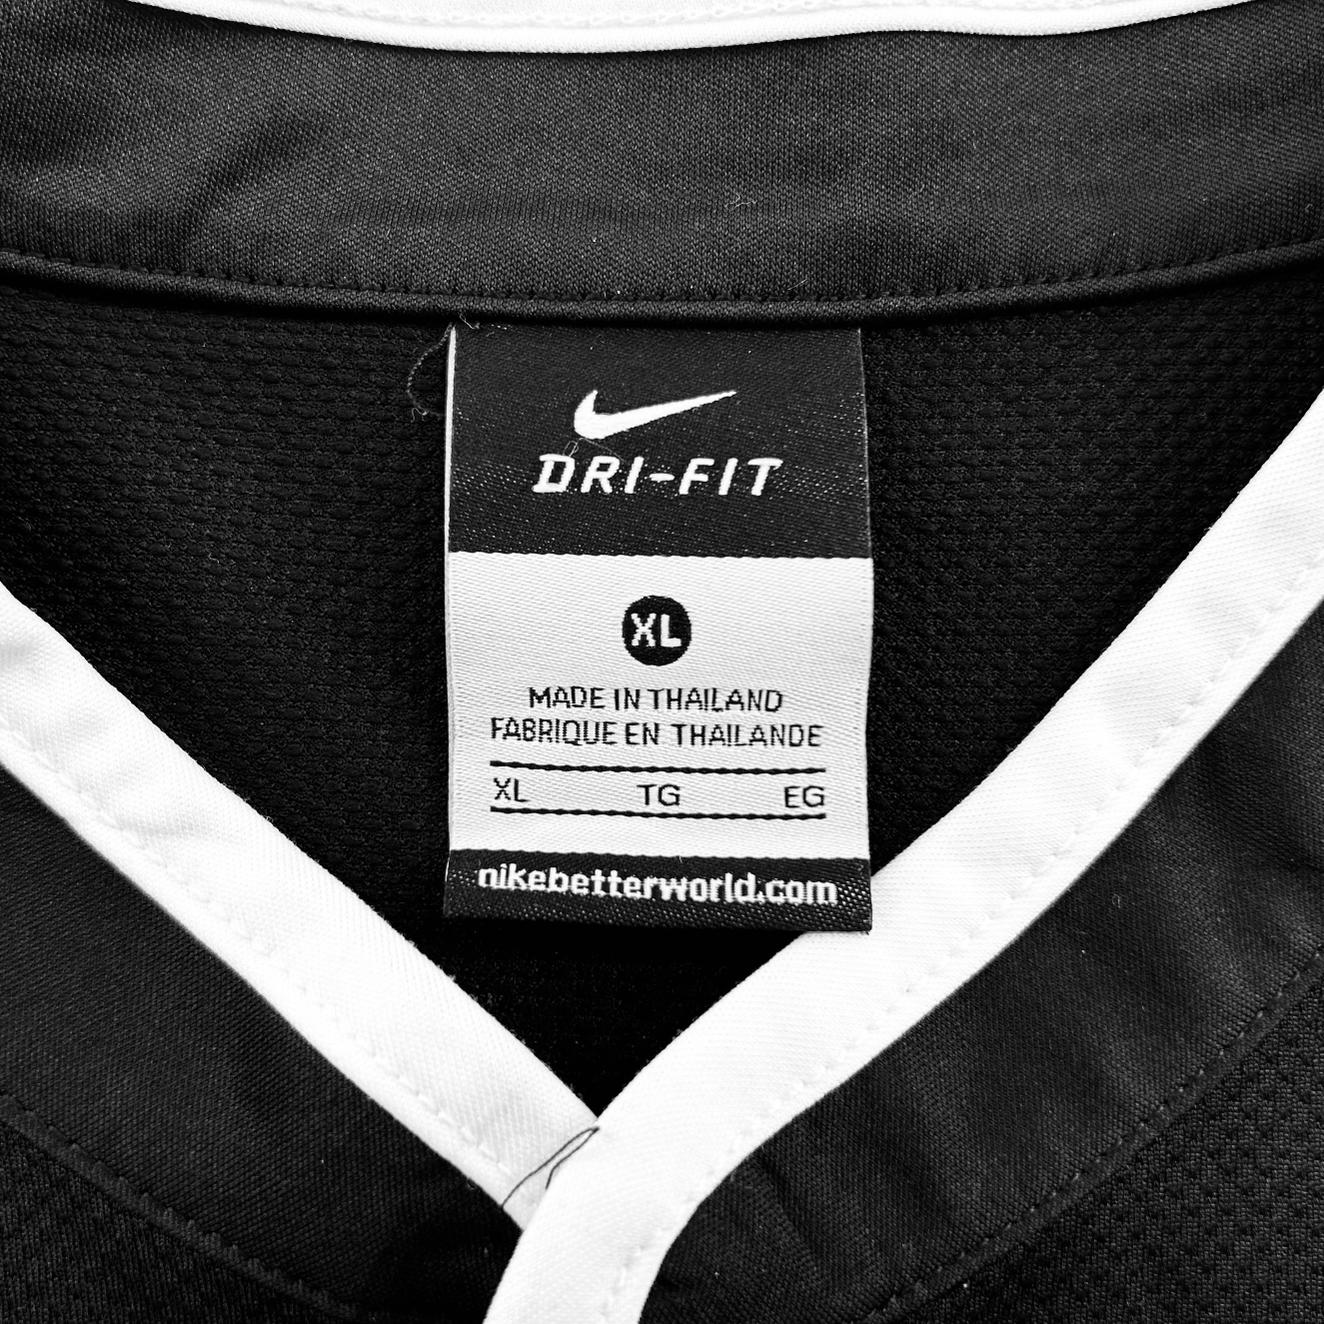 DRI-FIT
XL
MADE IN THAILAND
FABRIQUE EN THAILANDE
XL TG EG
nikebetterworld.com